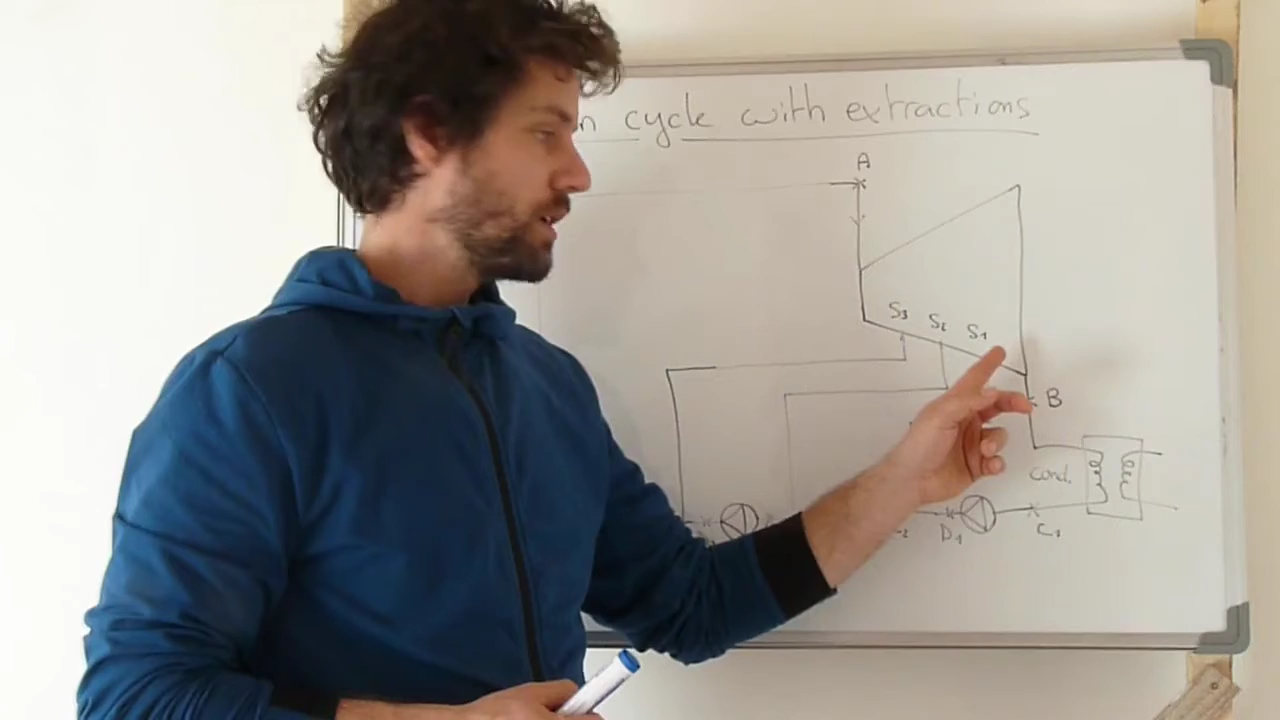 n cycle with extractions
A
S₃ S₂ S₁
B
cond.
D₁ C₁